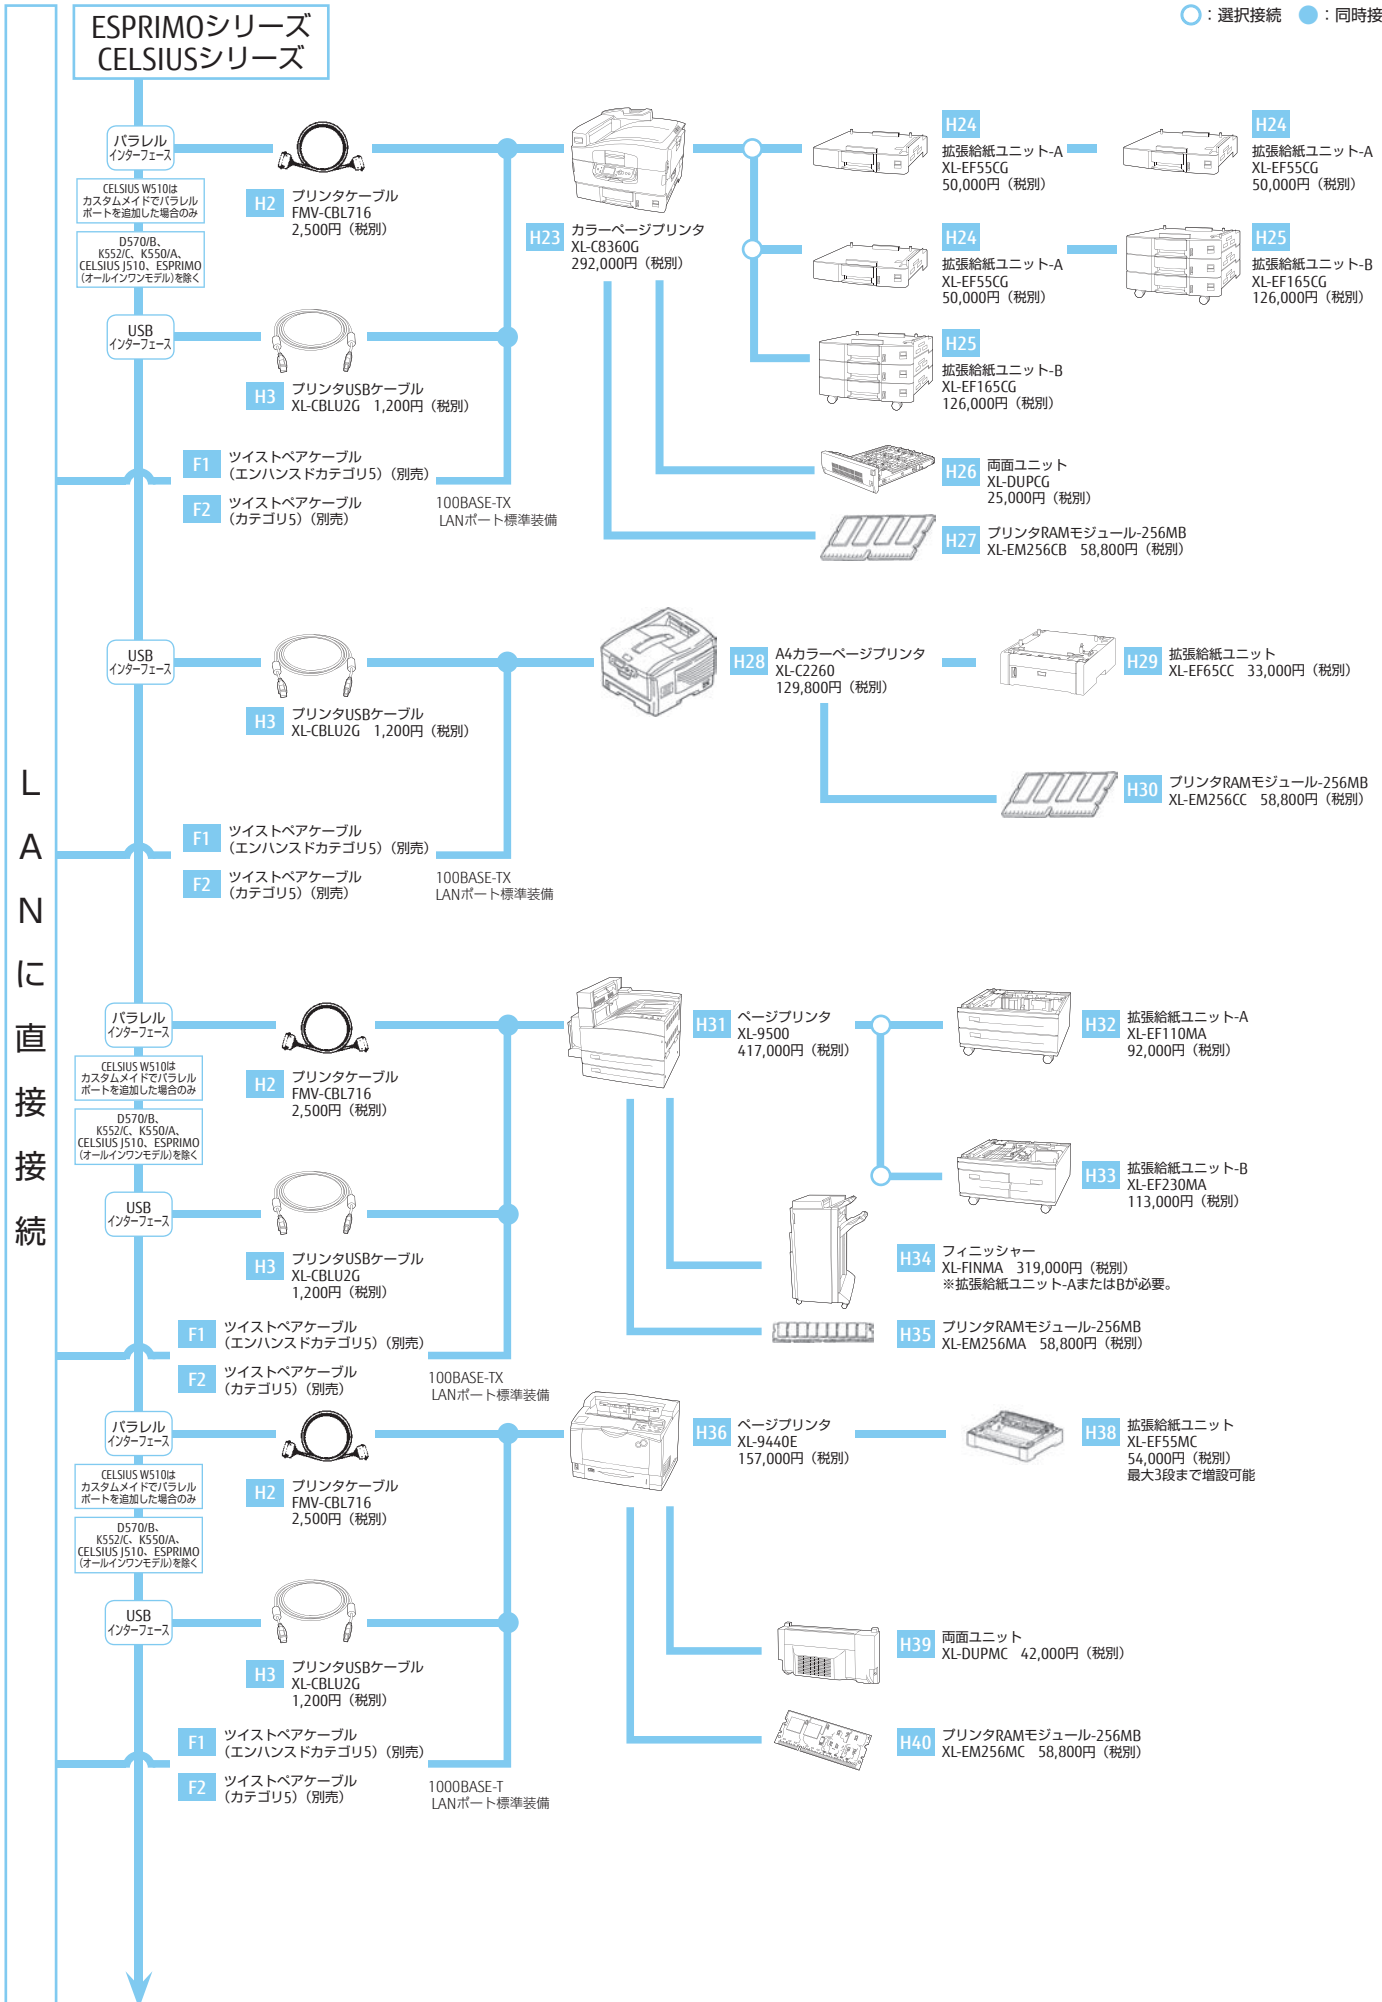 ESPRIMOシリーズ
CELSIUSシリーズ
○：選択接続 ●：同時接
LANに直接接続
パラレル
インターフェース
CELSIUS W510は
カスタムメイドでパラレル
ポートを追加した場合のみ
D570/B、
K552/C、K550/A、
CELSIUS J510、ESPRIMO
(オールインワンモデル)を除く
H2 プリンタケーブル
FMV-CBL716
2,500円（税別）
USB
インターフェース
H3 プリンタUSBケーブル
XL-CBLU2G 1,200円（税別）
F1 ツイストペアケーブル
（エンハンスドカテゴリ5）（別売）
F2 ツイストペアケーブル
（カテゴリ5）（別売）
100BASE-TX
LANポート標準装備
H23 カラーページプリンタ
XL-C8360G
292,000円（税別）
H24
拡張給紙ユニット-A
XL-EF55CG
50,000円（税別）
H24
拡張給紙ユニット-A
XL-EF55CG
50,000円（税別）
H24
拡張給紙ユニット-A
XL-EF55CG
50,000円（税別）
H25
拡張給紙ユニット-B
XL-EF165CG
126,000円（税別）
H25
拡張給紙ユニット-B
XL-EF165CG
126,000円（税別）
H26 両面ユニット
XL-DUPCG
25,000円（税別）
H27 プリンタRAMモジュール-256MB
XL-EM256CB 58,800円（税別）
USB
インターフェース
H3 プリンタUSBケーブル
XL-CBLU2G 1,200円（税別）
F1 ツイストペアケーブル
（エンハンスドカテゴリ5）（別売）
F2 ツイストペアケーブル
（カテゴリ5）（別売）
100BASE-TX
LANポート標準装備
H28 A4カラーページプリンタ
XL-C2260
129,800円（税別）
H29 拡張給紙ユニット
XL-EF65CC 33,000円（税別）
H30 プリンタRAMモジュール-256MB
XL-EM256CC 58,800円（税別）
パラレル
インターフェース
CELSIUS W510は
カスタムメイドでパラレル
ポートを追加した場合のみ
D570/B、
K552/C、K550/A、
CELSIUS J510、ESPRIMO
(オールインワンモデル)を除く
H2 プリンタケーブル
FMV-CBL716
2,500円（税別）
USB
インターフェース
H3 プリンタUSBケーブル
XL-CBLU2G
1,200円（税別）
F1 ツイストペアケーブル
（エンハンスドカテゴリ5）（別売）
F2 ツイストペアケーブル
（カテゴリ5）（別売）
100BASE-TX
LANポート標準装備
H31 ページプリンタ
XL-9500
417,000円（税別）
H32 拡張給紙ユニット-A
XL-EF110MA
92,000円（税別）
H33 拡張給紙ユニット-B
XL-EF230MA
113,000円（税別）
H34 フィニッシャー
XL-FINMA 319,000円（税別）
※拡張給紙ユニット-AまたはBが必要。
H35 プリンタRAMモジュール-256MB
XL-EM256MA 58,800円（税別）
パラレル
インターフェース
CELSIUS W510は
カスタムメイドでパラレル
ポートを追加した場合のみ
D570/B、
K552/C、K550/A、
CELSIUS J510、ESPRIMO
(オールインワンモデル)を除く
H2 プリンタケーブル
FMV-CBL716
2,500円（税別）
USB
インターフェース
H3 プリンタUSBケーブル
XL-CBLU2G
1,200円（税別）
F1 ツイストペアケーブル
（エンハンスドカテゴリ5）（別売）
F2 ツイストペアケーブル
（カテゴリ5）（別売）
1000BASE-T
LANポート標準装備
H36 ページプリンタ
XL-9440E
157,000円（税別）
H38 拡張給紙ユニット
XL-EF55MC
54,000円（税別）
最大3段まで増設可能
H39 両面ユニット
XL-DUPMC 42,000円（税別）
H40 プリンタRAMモジュール-256MB
XL-EM256MC 58,800円（税別）